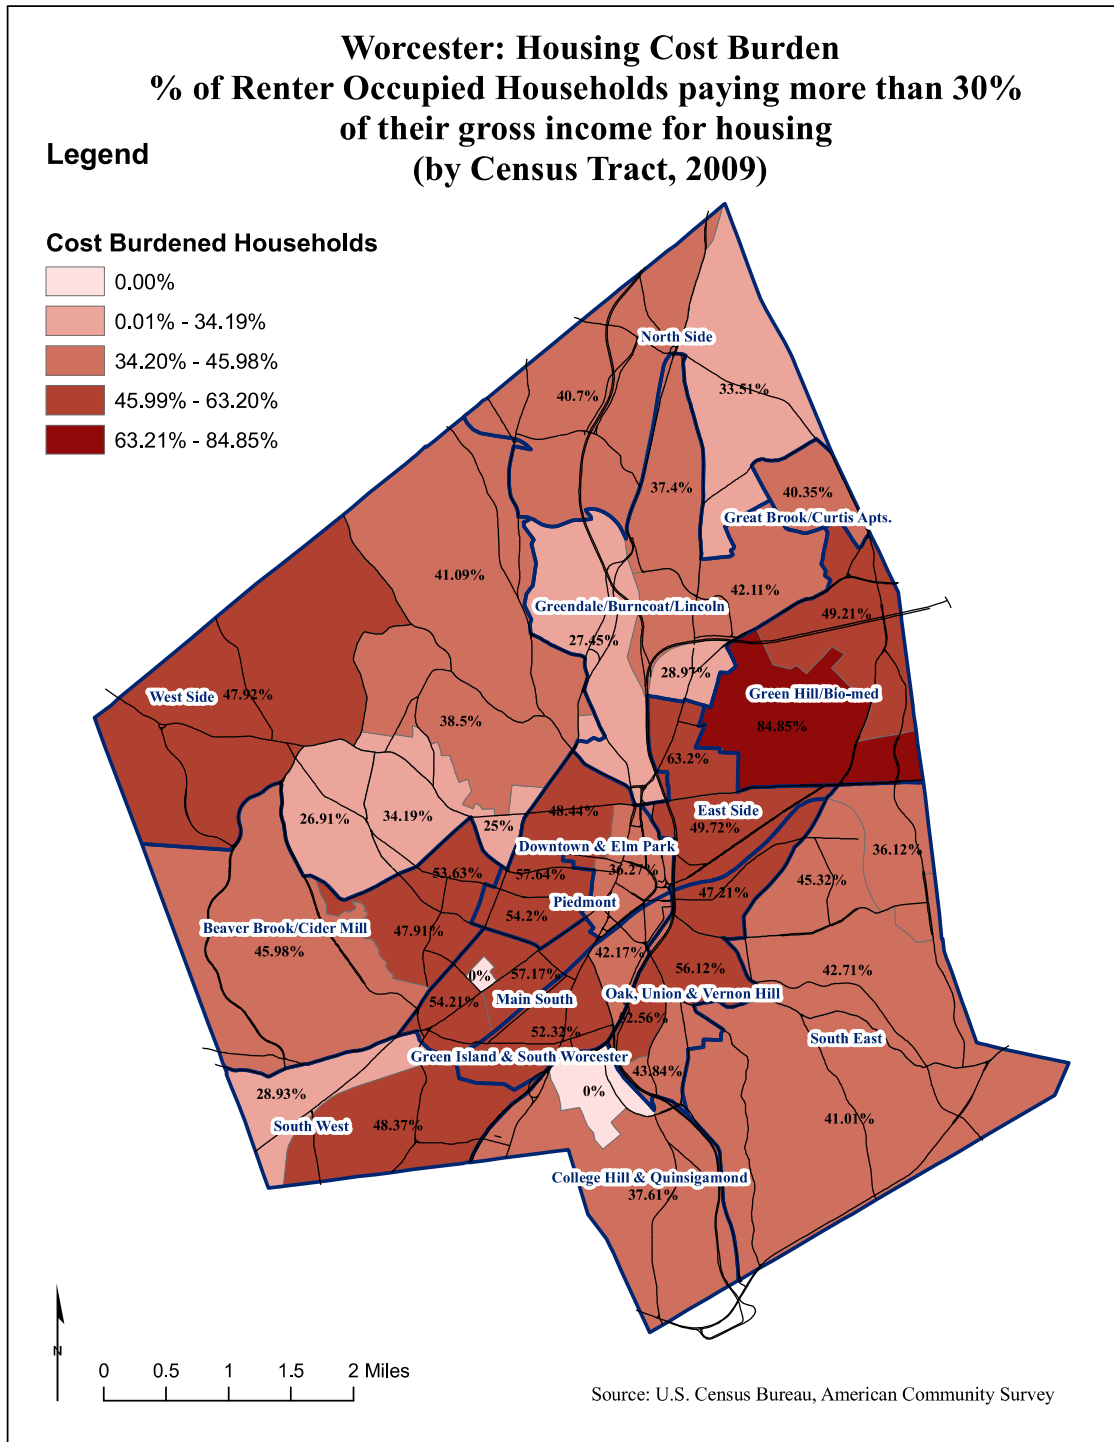 Worcester: Housing Cost Burden
% of Renter Occupied Households paying more than 30%
of their gross income for housing
(by Census Tract, 2009)
Legend
Cost Burdened Households
0.00%
0.01% - 34.19%
34.20% - 45.98%
45.99% - 63.20%
63.21% - 84.85%
North Side
40.7%
33.51%
37.4%
40.35%
Great Brook/Curtis Apts.
41.09%
42.11%
Greendale/Burncoat/Lincoln
49.21%
27.45%
28.97%
West Side
47.92%
Green Hill/Bio-med
38.5%
84.85%
63.2%
48.44%
East Side
26.91%
34.19%
25%
49.72%
Downtown & Elm Park
36.12%
53.63%
57.64%
36.27%
45.32%
47.21%
Piedmont
54.2%
Beaver Brook/Cider Mill
47.91%
45.98%
42.17%
56.12%
42.71%
0%
57.17%
Oak, Union & Vernon Hill
54.21%
Main South
52.32%
South East
Green Island & South Worcester
43.84%
28.93%
0%
South West
48.37%
41.01%
College Hill & Quinsigamond
37.61%
N
0 0.5 1 1.5 2 Miles
Source: U.S. Census Bureau, American Community Survey